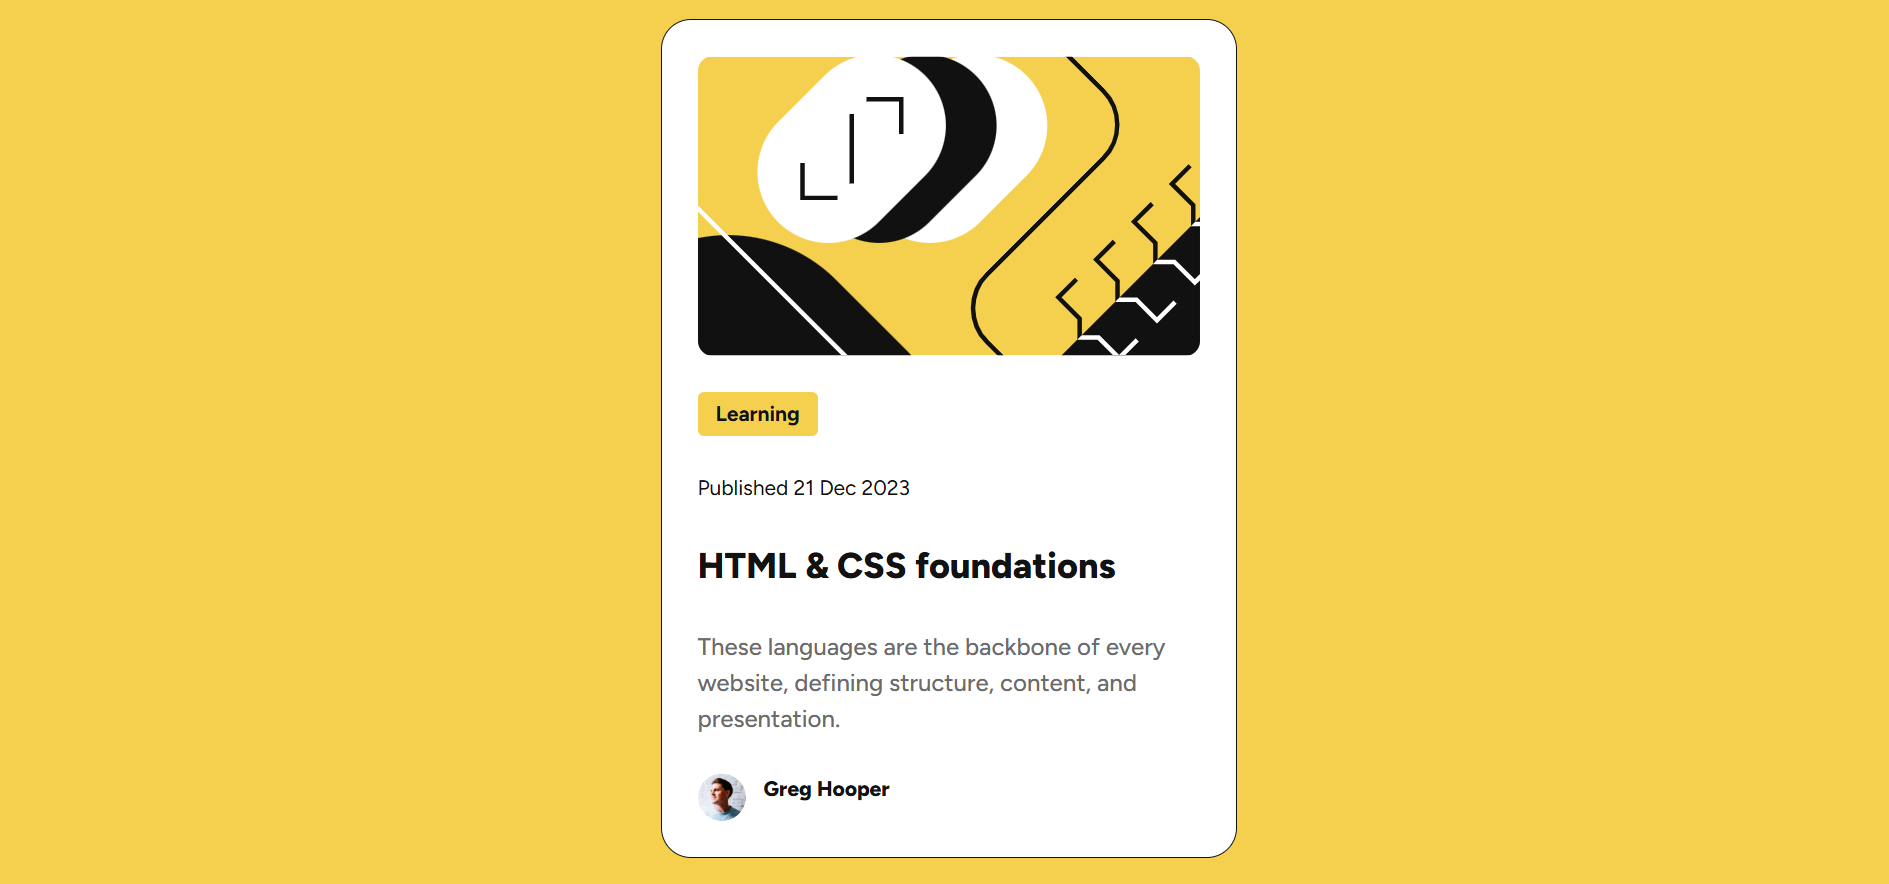 Learning
Published 21 Dec 2023
HTML & CSS foundations
These languages are the backbone of every
website, defining structure, content, and
presentation.
Greg Hooper